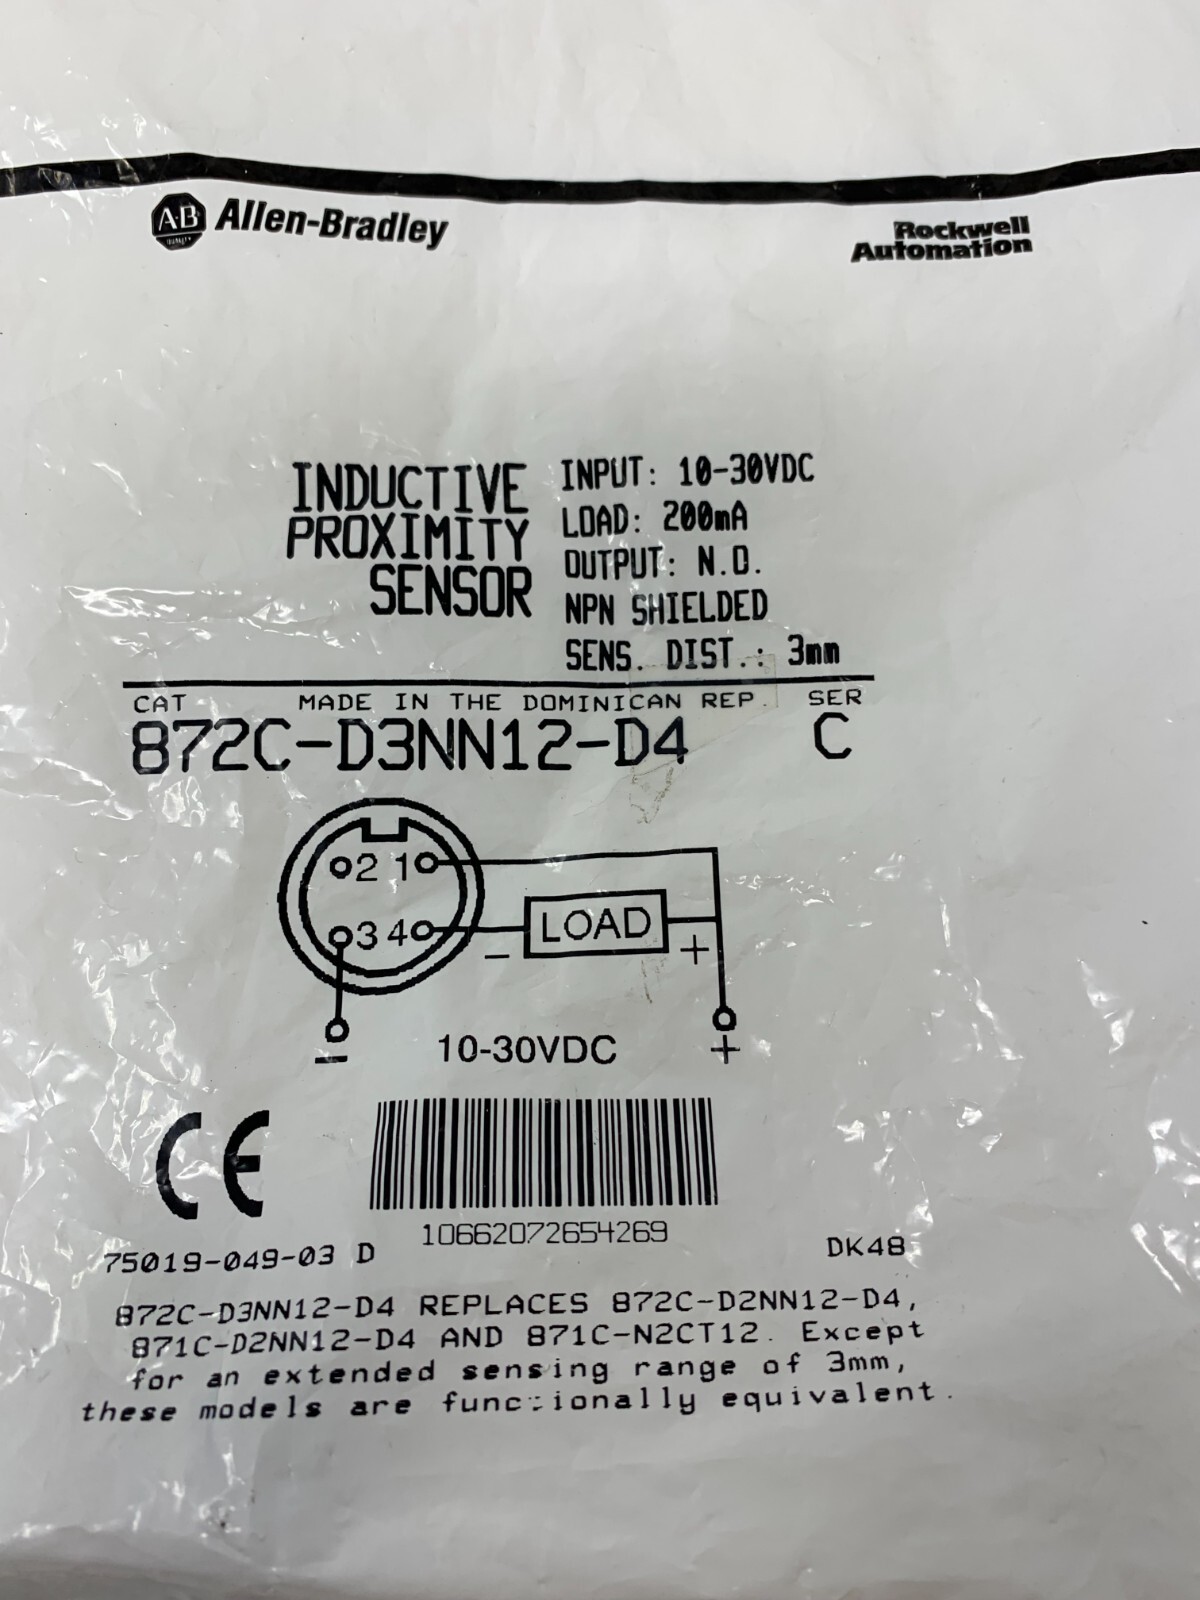 A-B
QUALITY
Allen-Bradley
Rockwell
Automation
INDUCTIVE
PROXIMITY
SENSOR
INPUT: 10-30VDC
LOAD: 200mA
OUTPUT: N.O.
NPN SHIELDED
SENS. DIST.: 3mm
CAT MADE IN THE DOMINICAN REP. SER
872C-D3NN12-D4 C
2 1
3 4
LOAD
- +
- 10-30VDC +
CE
10662072654269
75019-049-03 D
DK48
872C-D3NN12-D4 REPLACES 872C-D2NN12-D4,
871C-D2NN12-D4 AND 871C-N2CT12. Except
for an extended sensing range of 3mm,
these models are functionally equivalent.